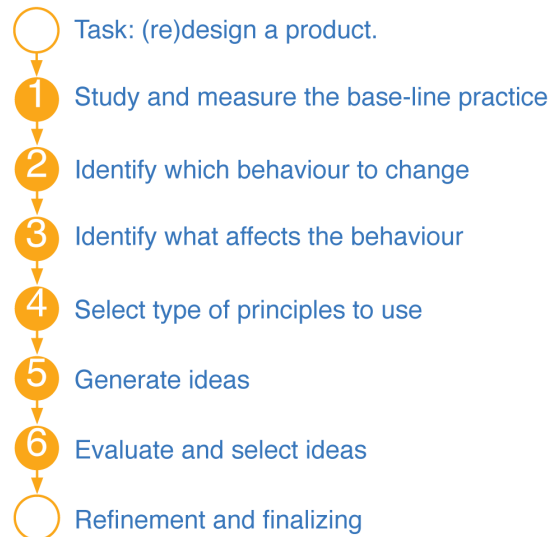 Task: (re)design a product.
1 Study and measure the base-line practice
2 Identify which behaviour to change
3 Identify what affects the behaviour
4 Select type of principles to use
5 Generate ideas
6 Evaluate and select ideas
Refinement and finalizing